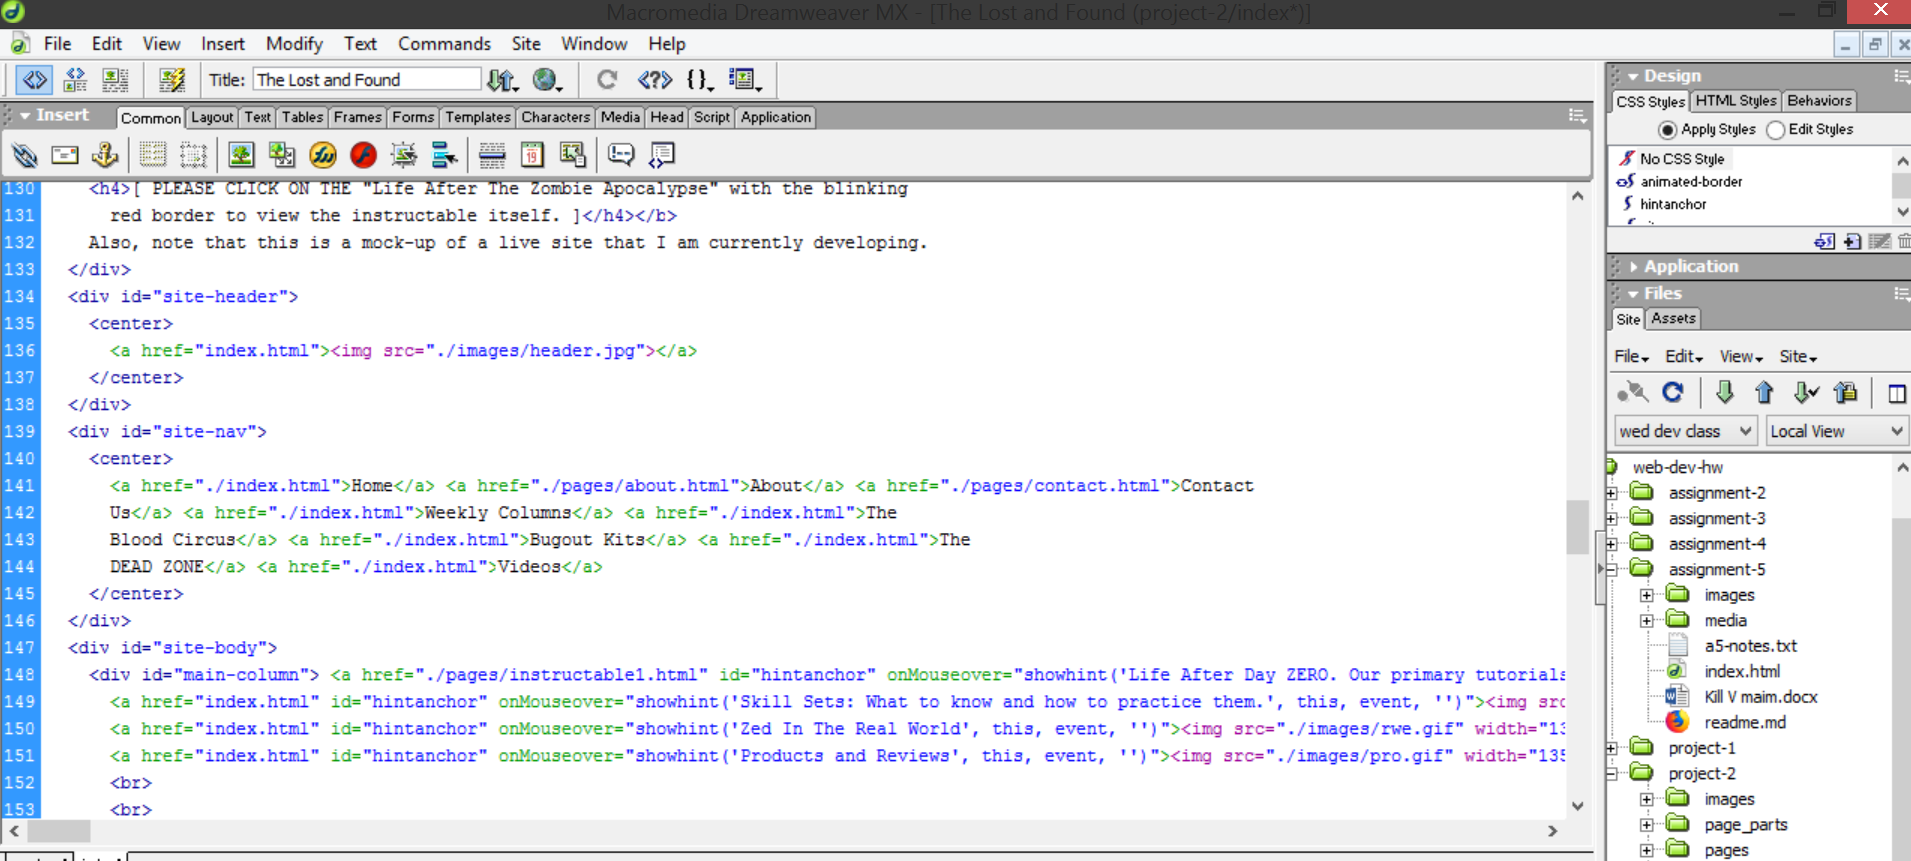 Macromedia Dreamweaver MX - [The Lost and Found (project-2/index*)]
File Edit View Insert Modify Text Commands Site Window Help
Title: The Lost and Found
Insert Common Layout Text Tables Frames Forms Templates Characters Media Head Script Application
130 <h4>[ PLEASE CLICK ON THE "Life After The Zombie Apocalypse" with the blinking
131 red border to view the instructable itself. ]</h4></b>
132 Also, note that this is a mock-up of a live site that I am currently developing.
133 </div>
134 <div id="site-header">
135 <center>
136 <a href="index.html"><img src="./images/header.jpg"></a>
137 </center>
138 </div>
139 <div id="site-nav">
140 <center>
141 <a href="./index.html">Home</a> <a href="./pages/about.html">About</a> <a href="./pages/contact.html">Contact
142 Us</a> <a href="./index.html">Weekly Columns</a> <a href="./index.html">The
143 Blood Circus</a> <a href="./index.html">Bugout Kits</a> <a href="./index.html">The
144 DEAD ZONE</a> <a href="./index.html">Videos</a>
145 </center>
146 </div>
147 <div id="site-body">
148 <div id="main-column"> <a href="./pages/instructable1.html" id="hintanchor" onMouseover="showhint('Life After Day ZERO. Our primary tutorials
149 <a href="index.html" id="hintanchor" onMouseover="showhint('Skill Sets: What to know and how to practice them.', this, event, '')"><img src
150 <a href="index.html" id="hintanchor" onMouseover="showhint('Zed In The Real World', this, event, '')"><img src="./images/rwe.gif" width="13
151 <a href="index.html" id="hintanchor" onMouseover="showhint('Products and Reviews', this, event, '')"><img src="./images/pro.gif" width="135
152 <br>
153 <br>
Design
CSS Styles HTML Styles Behaviors
Apply Styles Edit Styles
No CSS Style
animated-border
hintanchor
Application
Files
Site Assets
File Edit View Site
wed dev class Local View
web-dev-hw
assignment-2
assignment-3
assignment-4
assignment-5
images
media
a5-notes.txt
index.html
Kill V maim.docx
readme.md
project-1
project-2
images
page_parts
pages